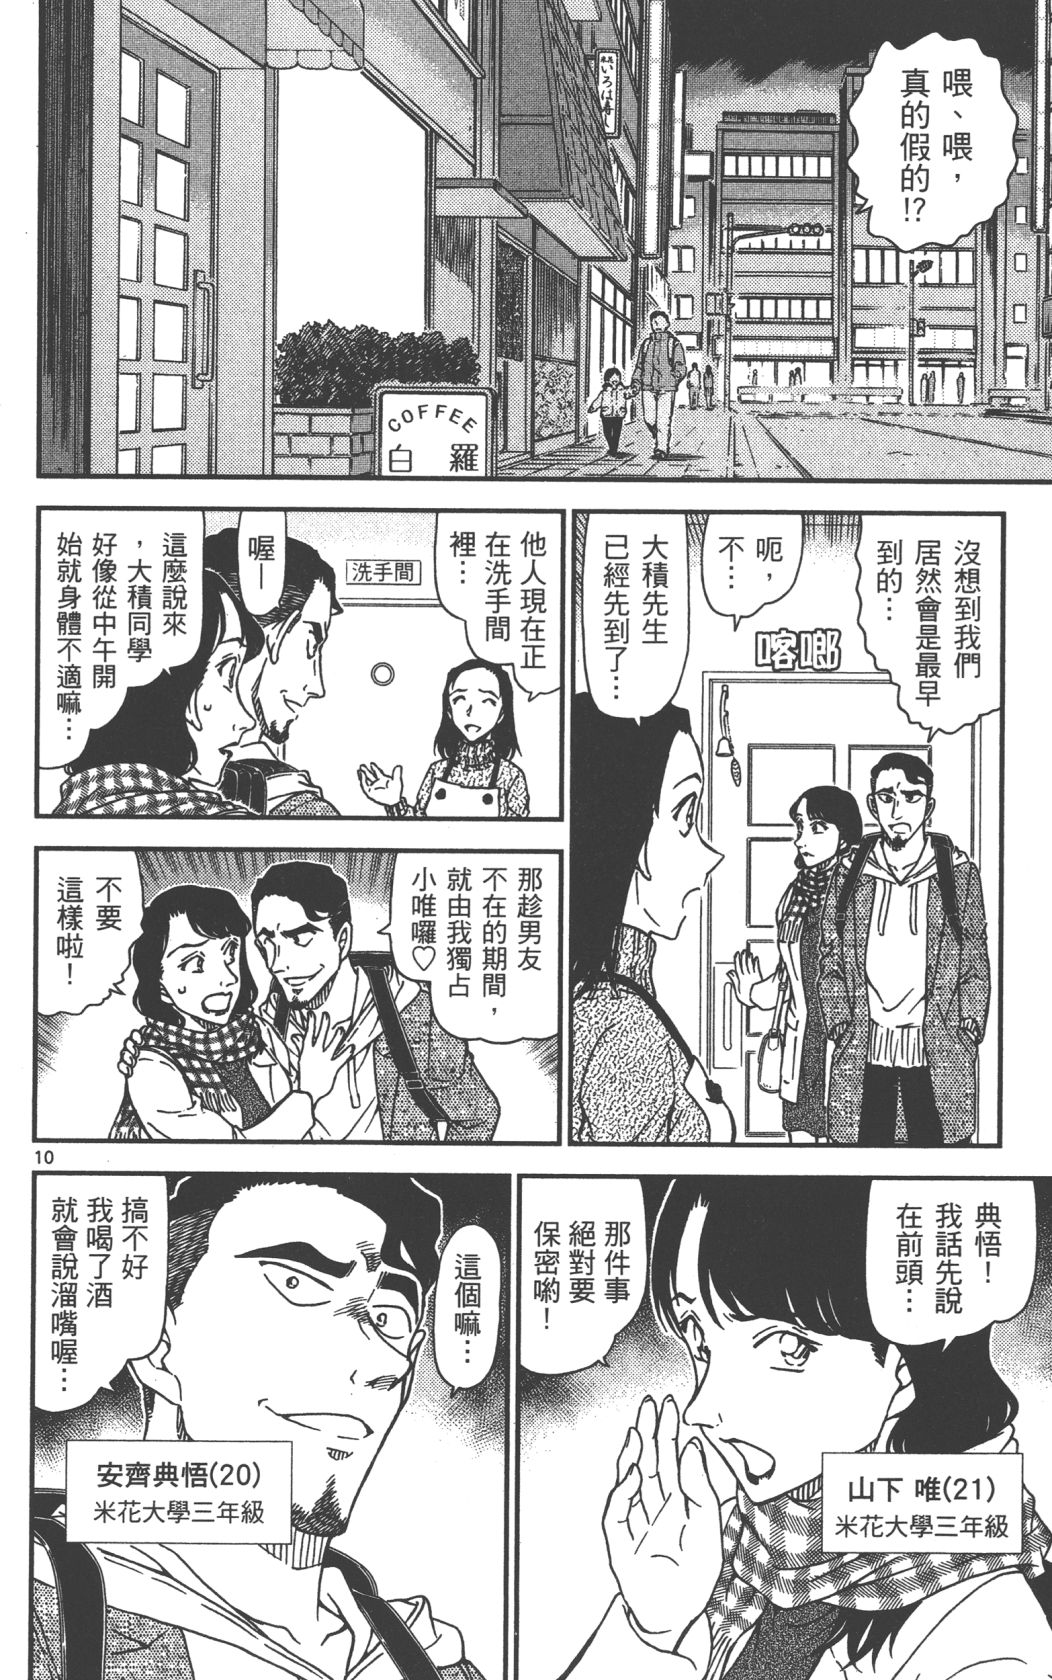 喂、喂，
真的假的!?
いろは寿し
COFFEE
白羅
沒想到我們
居然會是最早
到的…
喀啷
呃，
不…
大積先生
已經先到了…
他人現在正
在洗手間
裡…
洗手間
喔—
這麼說來
，大積同學
好像從中午開
始就身體不適嘛…
那趁男友
不在的期間，
就由我獨占
小唯囉♡
不要
這樣啦！
10
典悟！
我話先說
在前頭…
那件事
絕對要
保密喲！
山下 唯(21)
米花大學三年級
這個嘛…
搞不好
我喝了酒
就會說溜嘴喔…
安齊典悟(20)
米花大學三年級